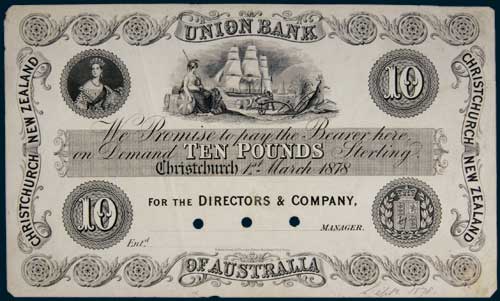 UNION BANK
CHRISTCHURCH, NEW ZEALAND
CHRISTCHURCH, NEW ZEALAND
10
We Promise to pay the Bearer here
on Demand TEN POUNDS Sterling.
Christchurch 1st March 1878
10
FOR THE DIRECTORS & COMPANY,
MANAGER.
Entd.
OF AUSTRALIA